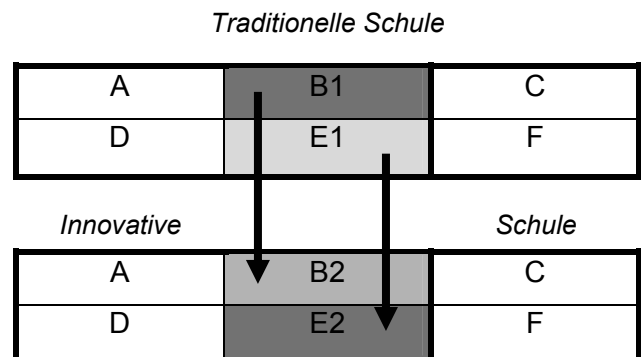 Traditionelle Schule
A B1 C
D E1 F
Innovative Schule
A B2 C
D E2 F